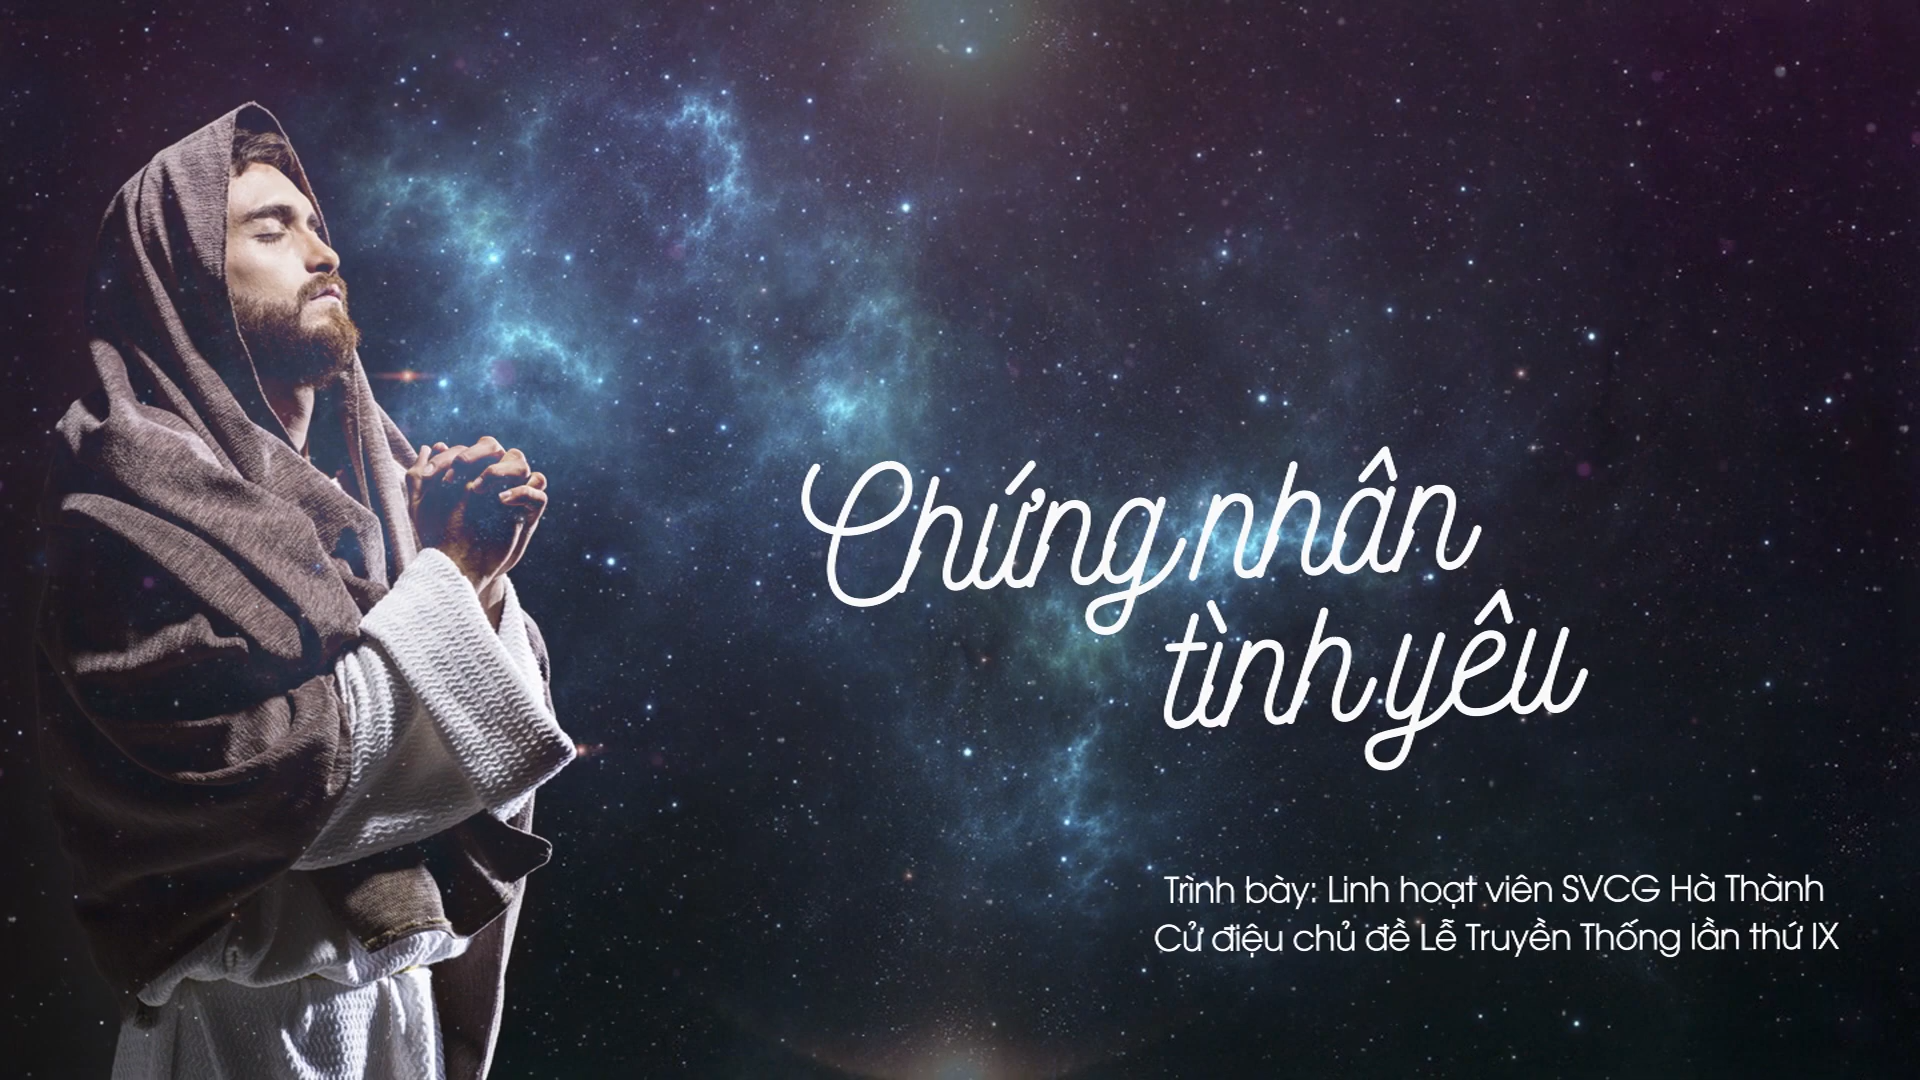 Chứng nhân
tình yêu
Trình bày: Linh hoạt viên SVCG Hà Thành
Cử điệu chủ đề Lễ Truyền Thống lần thứ IX